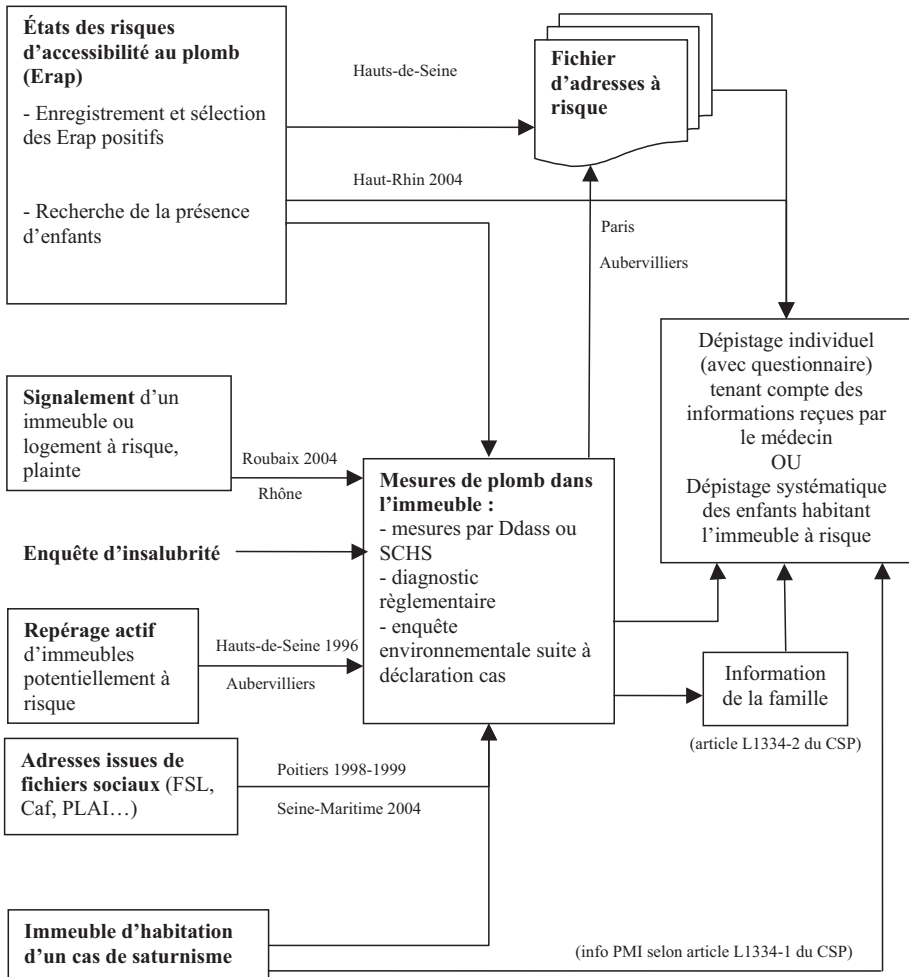 États des risques
d’accessibilité au plomb
(Erap)
- Enregistrement et sélection
des Erap positifs
- Recherche de la présence
d’enfants
Hauts-de-Seine
Fichier
d’adresses à
risque
Haut-Rhin 2004
Paris
Aubervilliers
Dépistage individuel
(avec questionnaire)
tenant compte des
informations reçues par
le médecin
OU
Dépistage systématique
des enfants habitant
l’immeuble à risque
Signalement d’un
immeuble ou
logement à risque,
plainte
Roubaix 2004
Rhône
Mesures de plomb dans
l’immeuble :
- mesures par Ddass ou
SCHS
- diagnostic
règlementaire
- enquête
environnementale suite à
déclaration cas
Enquête d’insalubrité
Repérage actif
d’immeubles
potentiellement à
risque
Hauts-de-Seine 1996
Aubervilliers
Information
de la famille
(article L1334-2 du CSP)
Adresses issues de
fichiers sociaux (FSL,
Caf, PLAI…)
Poitiers 1998-1999
Seine-Maritime 2004
Immeuble d’habitation
d’un cas de saturnisme
(info PMI selon article L1334-1 du CSP)